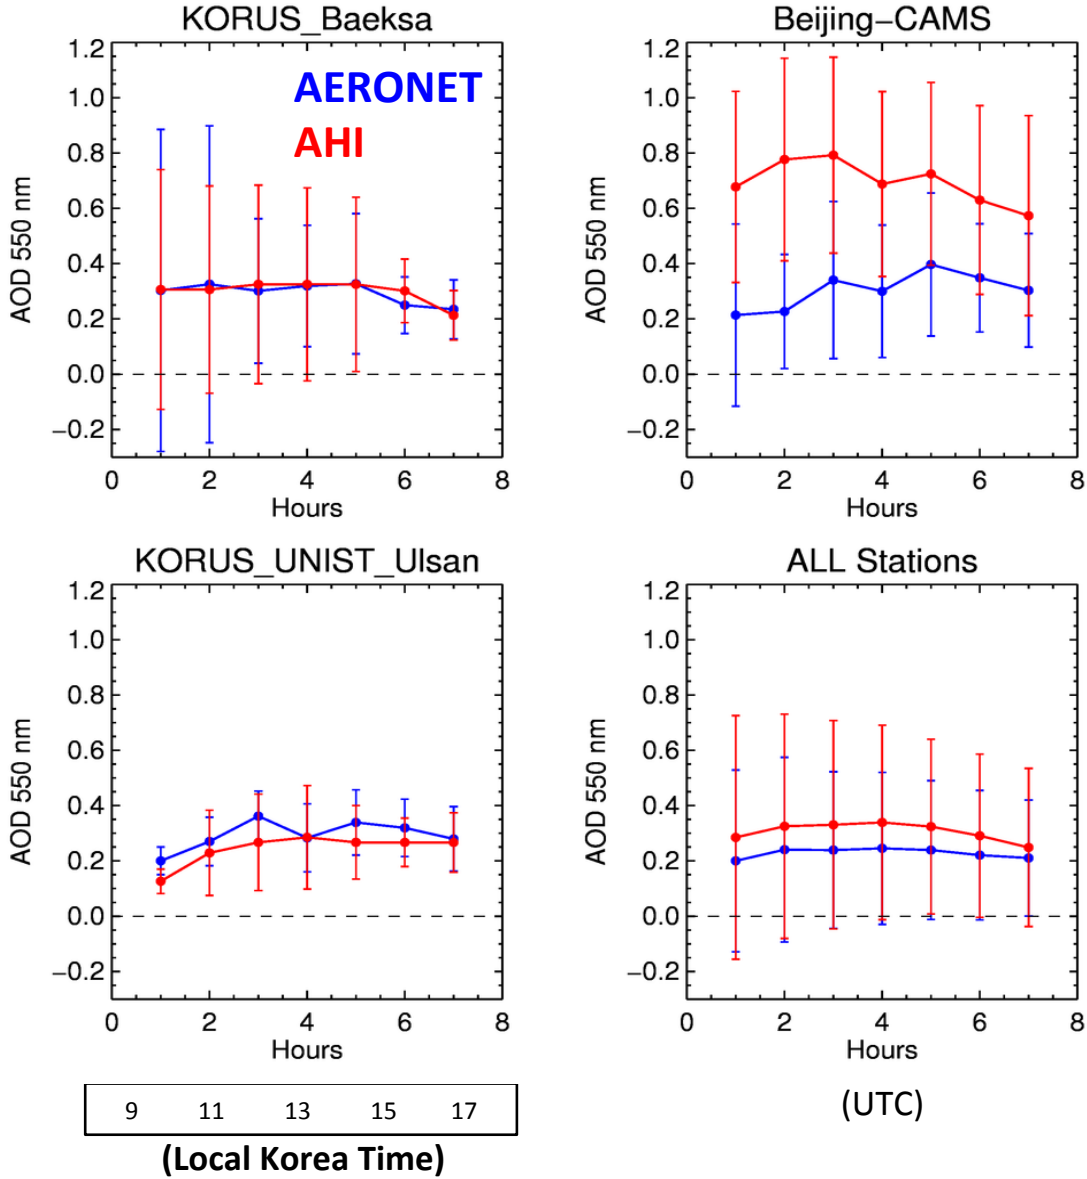 KORUS_Baeksa
AERONET
AHI
1.2
1.0
0.8
0.6
0.4
0.2
0.0
−0.2
AOD 550 nm
0 2 4 6 8
Hours
Beijing−CAMS
1.2
1.0
0.8
0.6
0.4
0.2
0.0
−0.2
AOD 550 nm
0 2 4 6 8
Hours
KORUS_UNIST_Ulsan
1.2
1.0
0.8
0.6
0.4
0.2
0.0
−0.2
AOD 550 nm
0 2 4 6 8
Hours
ALL Stations
1.2
1.0
0.8
0.6
0.4
0.2
0.0
−0.2
AOD 550 nm
0 2 4 6 8
Hours
9 11 13 15 17
(Local Korea Time)
(UTC)